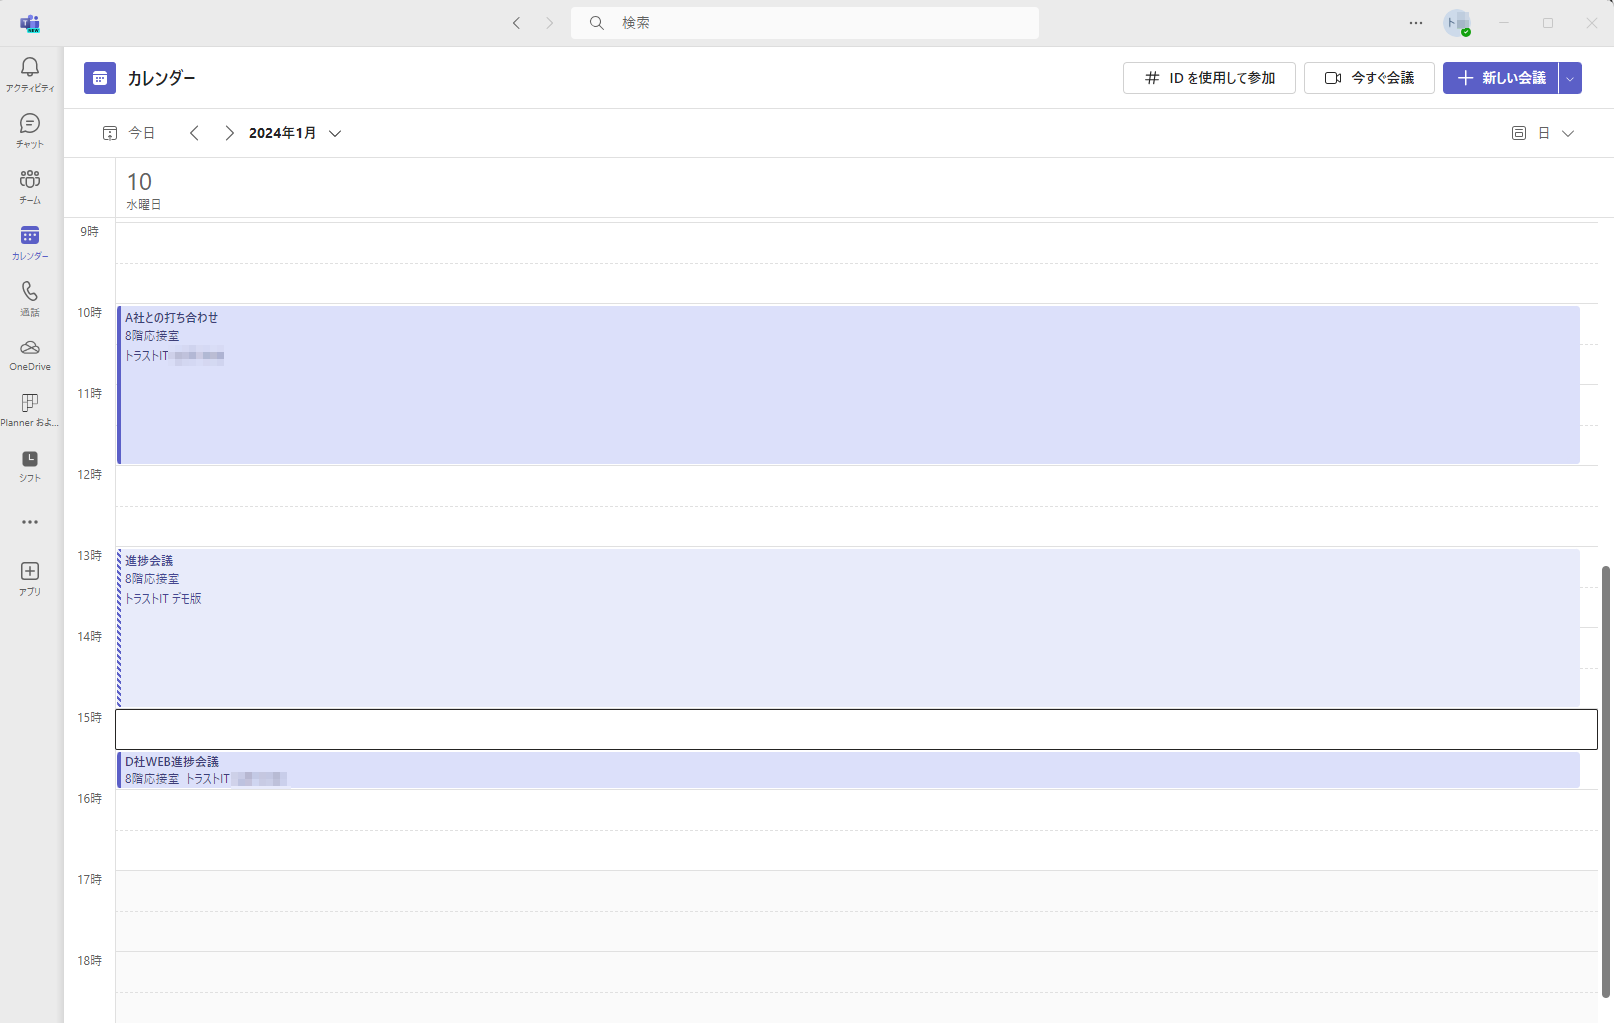 検索
アクティビティ
チャット
チーム
カレンダー
通話
OneDrive
Planner およ...
シフト
アプリ
カレンダー
ID を使用して参加
今すぐ会議
新しい会議
今日
2024年1月
日
10
水曜日
9時
10時
A社との打ち合わせ
8階応接室
トラストIT
11時
12時
13時
進捗会議
8階応接室
トラストIT デモ版
14時
15時
D社WEB進捗会議
8階応接室 トラストIT
16時
17時
18時